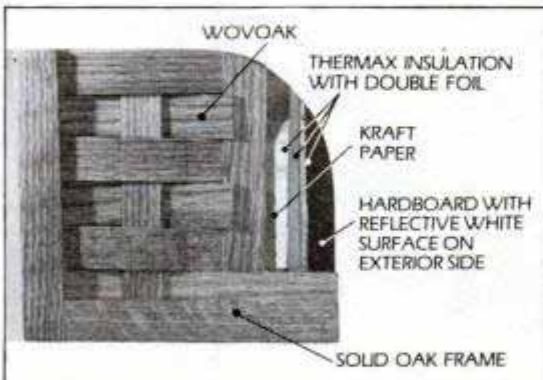 WOVOAK
THERMAX INSULATION
WITH DOUBLE FOIL
KRAFT
PAPER
HARDBOARD WITH
REFLECTIVE WHITE
SURFACE ON
EXTERIOR SIDE
SOLID OAK FRAME